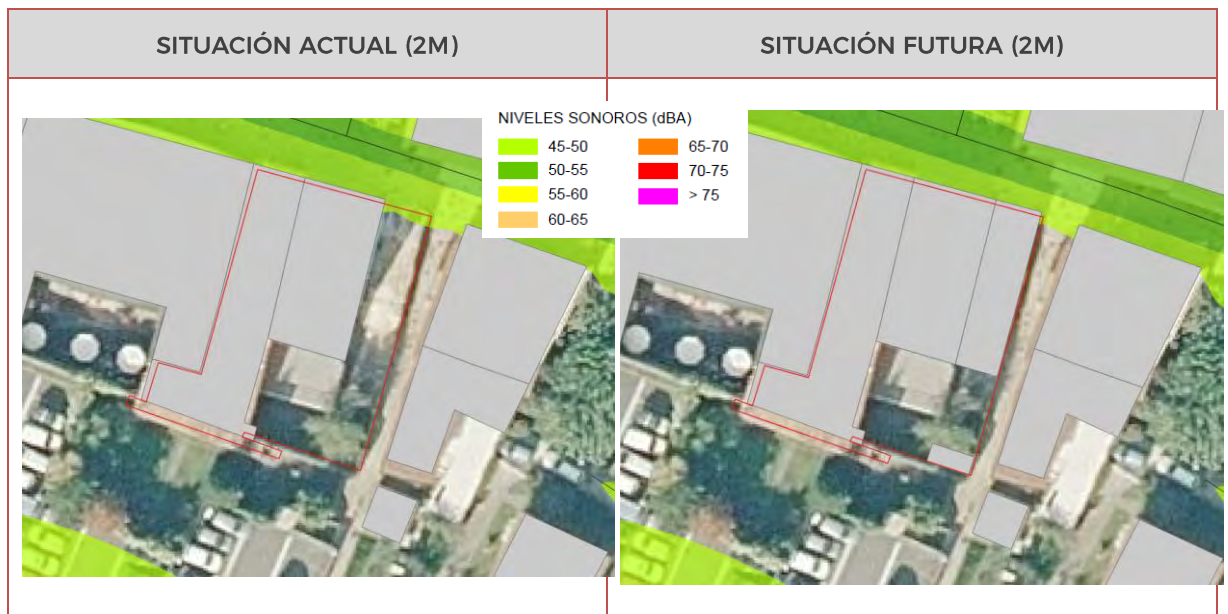 SITUACIÓN ACTUAL (2M)
SITUACIÓN FUTURA (2M)
NIVELES SONOROS (dBA)
45-50
50-55
55-60
60-65
65-70
70-75
> 75